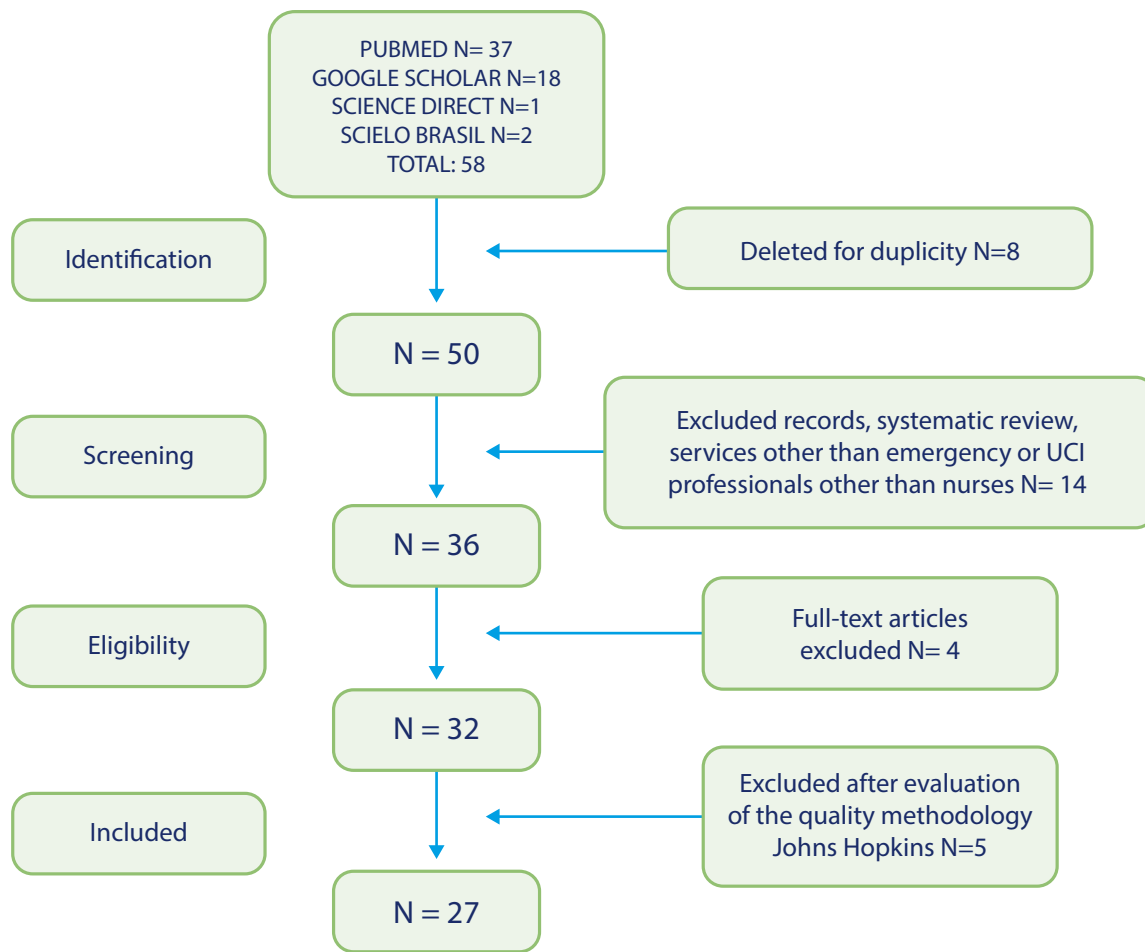 PUBMED N= 37
GOOGLE SCHOLAR N=18
SCIENCE DIRECT N=1
SCIELO BRASIL N=2
TOTAL: 58
Identification
Deleted for duplicity N=8
N = 50
Screening
Excluded records, systematic review,
services other than emergency or UCI
professionals other than nurses N= 14
N = 36
Eligibility
Full-text articles
excluded N= 4
N = 32
Included
Excluded after evaluation
of the quality methodology
Johns Hopkins N=5
N = 27